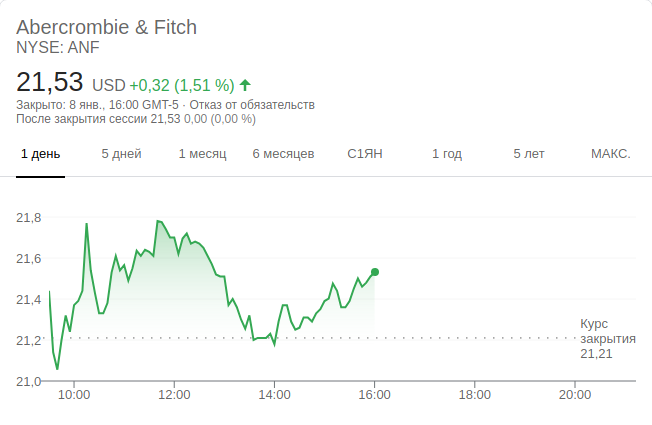 Abercrombie & Fitch
NYSE: ANF
21,53 USD +0,32 (1,51 %)
Закрыто: 8 янв., 16:00 GMT-5 · Отказ от обязательств
После закрытия сессии 21,53 0,00 (0,00 %)
1 день 5 дней 1 месяц 6 месяцев С1ЯН 1 год 5 лет МАКС.
21,8
21,6
21,4
21,2
21,0
Курс
закрытия
21,21
10:00 12:00 14:00 16:00 18:00 20:00